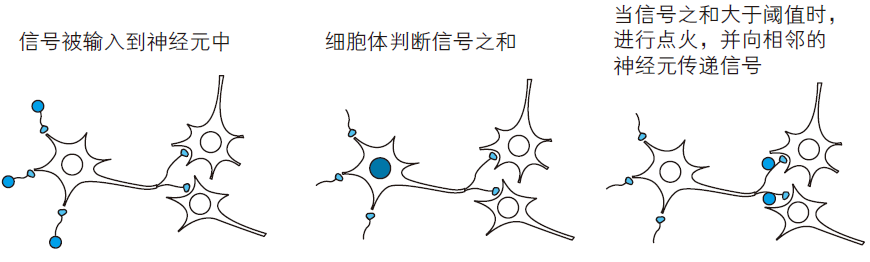 信号被输入到神经元中
细胞体判断信号之和
当信号之和大于阈值时，
进行点火，并向相邻的
神经元传递信号